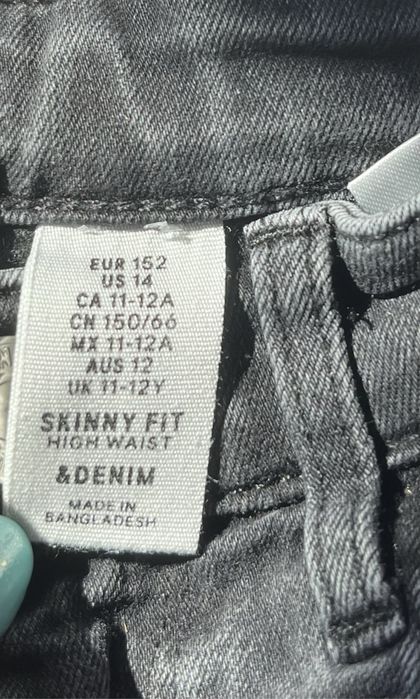 EUR 152
US 14
CA 11-12A
CN 150/66
MX 11-12A
AUS 12
UK 11-12Y
SKINNY FIT
HIGH WAIST
&DENIM
MADE IN
BANGLADESH